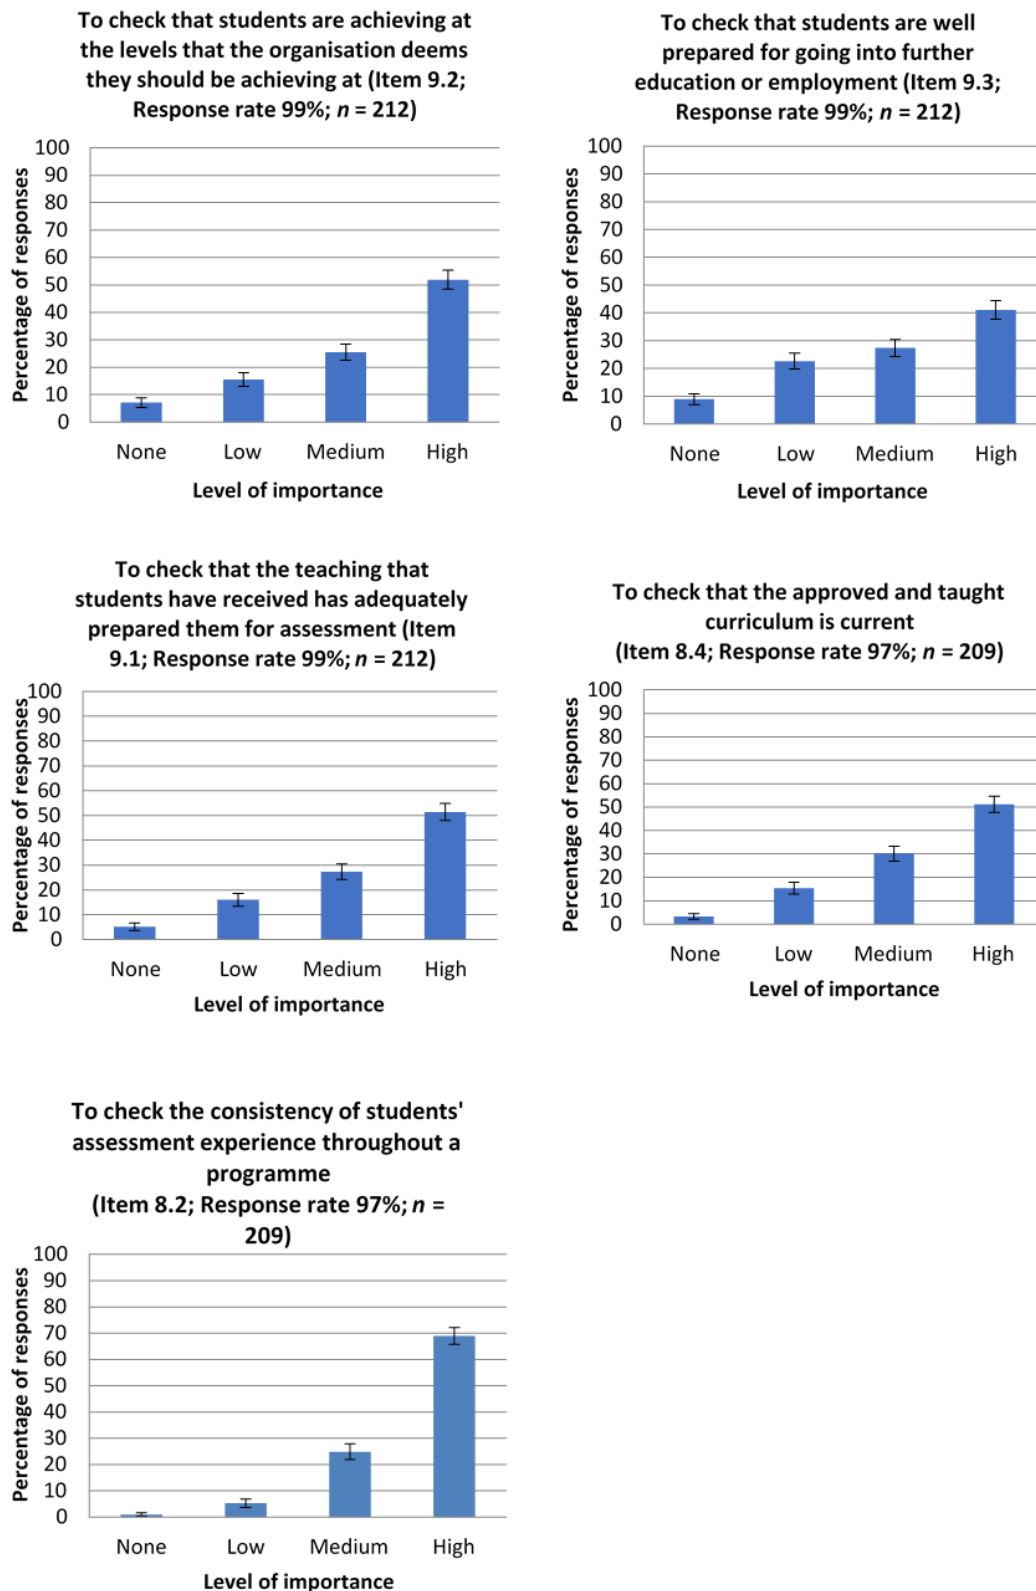 To check that students are achieving at
the levels that the organisation deems
they should be achieving at (Item 9.2;
Response rate 99%; n = 212)
Percentage of responses
100
90
80
70
60
50
40
30
20
10
0
None Low Medium High
Level of importance
To check that students are well
prepared for going into further
education or employment (Item 9.3;
Response rate 99%; n = 212)
Percentage of responses
100
90
80
70
60
50
40
30
20
10
0
None Low Medium High
Level of importance
To check that the teaching that
students have received has adequately
prepared them for assessment (Item
9.1; Response rate 99%; n = 212)
Percentage of responses
100
90
80
70
60
50
40
30
20
10
0
None Low Medium High
Level of importance
To check that the approved and taught
curriculum is current
(Item 8.4; Response rate 97%; n = 209)
Percentage of responses
100
90
80
70
60
50
40
30
20
10
0
None Low Medium High
Level of importance
To check the consistency of students'
assessment experience throughout a
programme
(Item 8.2; Response rate 97%; n =
209)
Percentage of responses
100
90
80
70
60
50
40
30
20
10
0
None Low Medium High
Level of importance